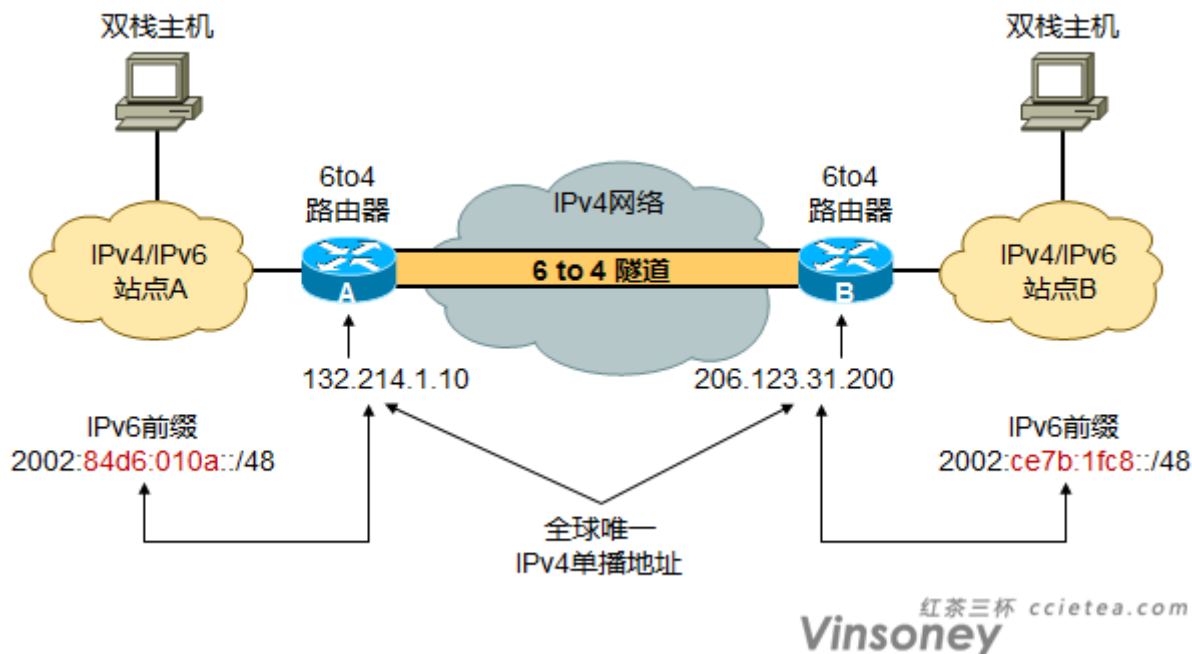 双栈主机
双栈主机
6to4
路由器
IPv4网络
6to4
路由器
IPv4/IPv6
站点A
A
6 to 4 隧道
B
IPv4/IPv6
站点B
132.214.1.10
206.123.31.200
IPv6前缀
2002:84d6:010a::/48
IPv6前缀
2002:ce7b:1fc8::/48
全球唯一
IPv4单播地址
红茶三杯 ccietea.com
Vinsoney